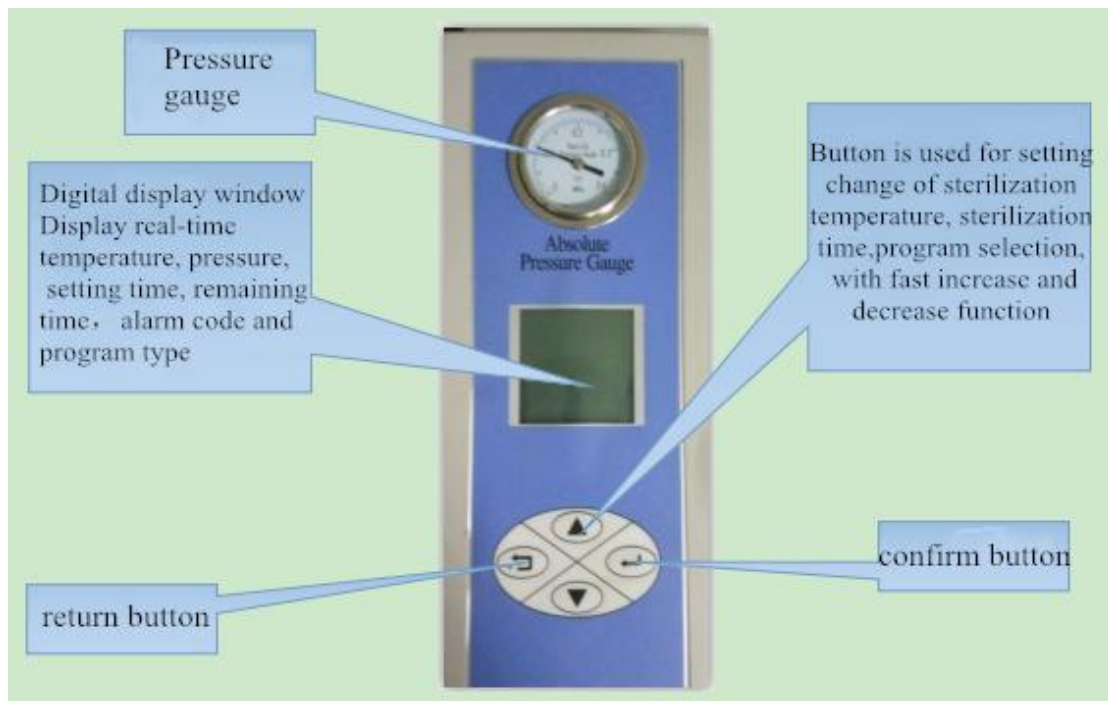 Pressure
gauge
Digital display window
Display real-time
temperature, pressure,
setting time, remaining
time， alarm code and
program type
Button is used for setting
change of sterilization
temperature, sterilization
time,program selection,
with fast increase and
decrease function
Absolute
Pressure Gauge
confirm button
return button